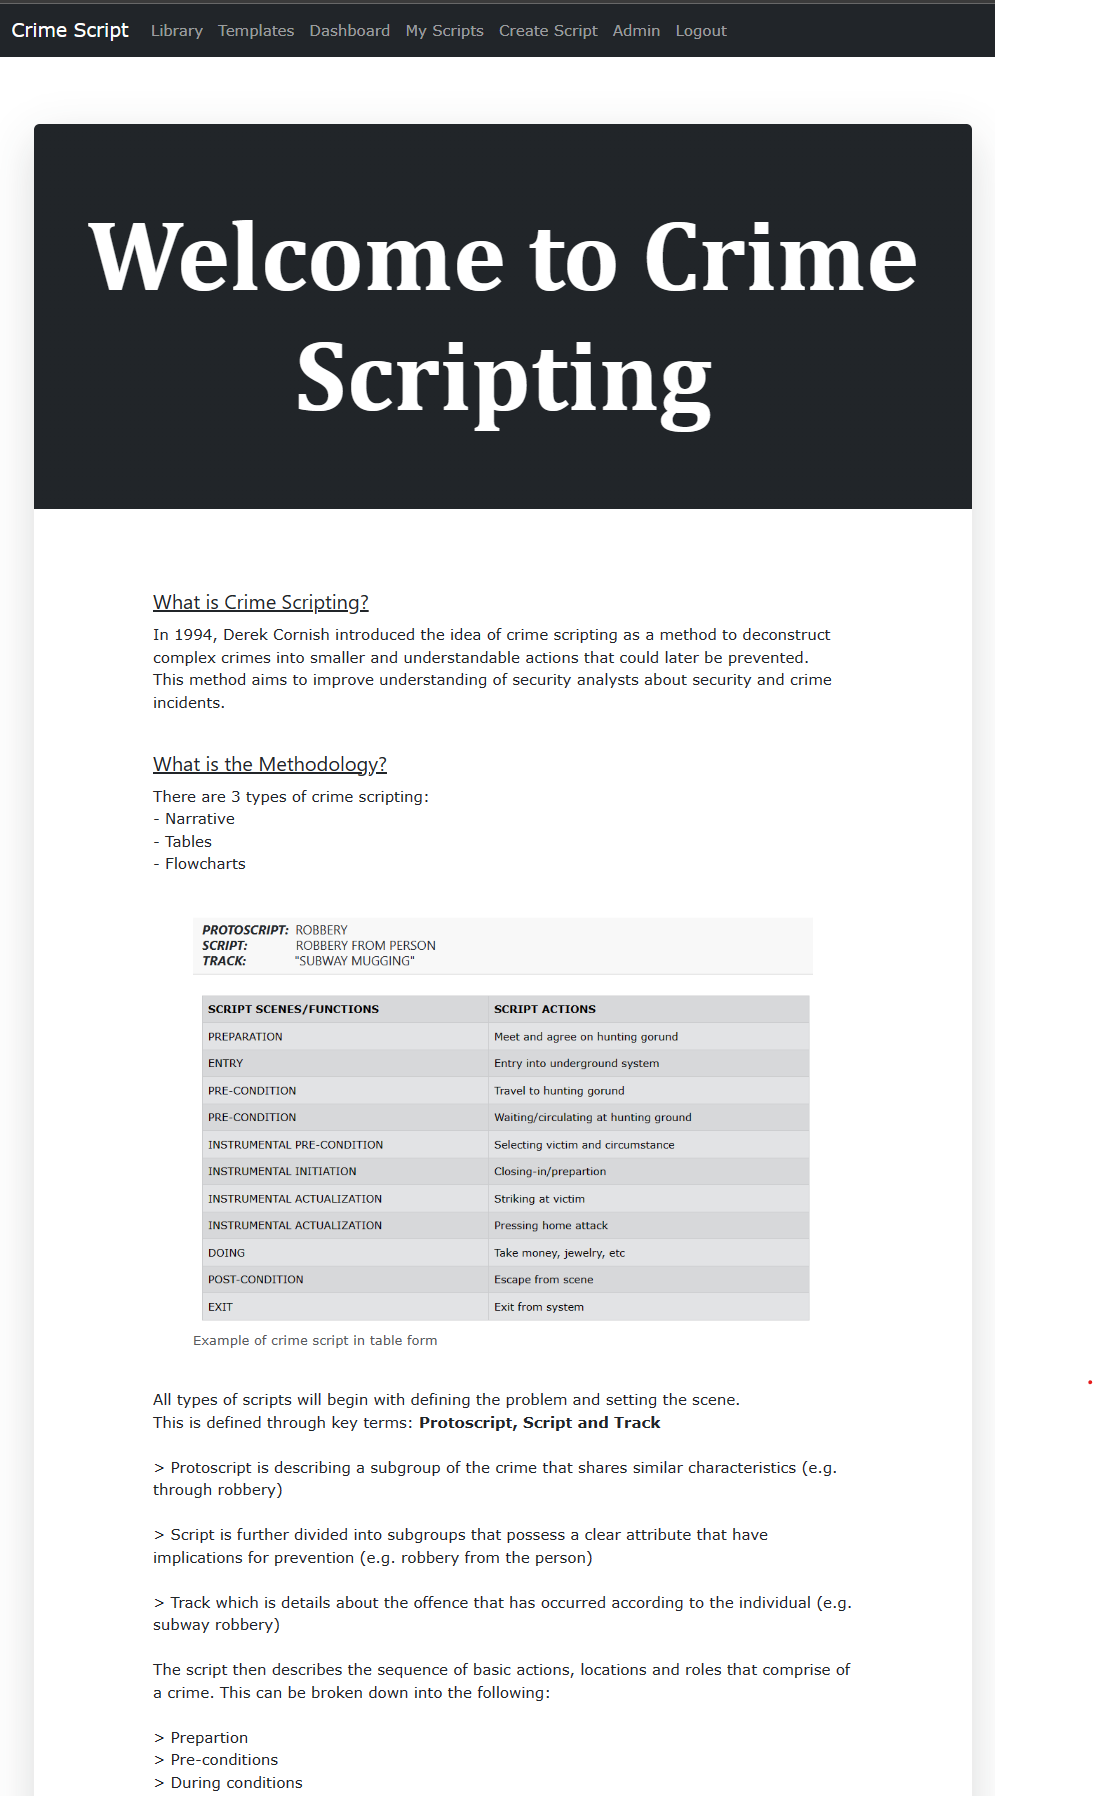 Crime Script Library Templates Dashboard My Scripts Create Script Admin Logout
Welcome to Crime
Scripting
What is Crime Scripting?
In 1994, Derek Cornish introduced the idea of crime scripting as a method to deconstruct
complex crimes into smaller and understandable actions that could later be prevented.
This method aims to improve understanding of security analysts about security and crime
incidents.
What is the Methodology?
There are 3 types of crime scripting:
- Narrative
- Tables
- Flowcharts
PROTOSCRIPT: ROBBERY
SCRIPT: ROBBERY FROM PERSON
TRACK: "SUBWAY MUGGING"
SCRIPT SCENES/FUNCTIONS SCRIPT ACTIONS
PREPARATION Meet and agree on hunting gorund
ENTRY Entry into underground system
PRE-CONDITION Travel to hunting gorund
PRE-CONDITION Waiting/circulating at hunting ground
INSTRUMENTAL PRE-CONDITION Selecting victim and circumstance
INSTRUMENTAL INITIATION Closing-in/prepartion
INSTRUMENTAL ACTUALIZATION Striking at victim
INSTRUMENTAL ACTUALIZATION Pressing home attack
DOING Take money, jewelry, etc
POST-CONDITION Escape from scene
EXIT Exit from system
Example of crime script in table form
All types of scripts will begin with defining the problem and setting the scene.
This is defined through key terms: Protoscript, Script and Track
> Protoscript is describing a subgroup of the crime that shares similar characteristics (e.g.
through robbery)
> Script is further divided into subgroups that possess a clear attribute that have
implications for prevention (e.g. robbery from the person)
> Track which is details about the offence that has occurred according to the individual (e.g.
subway robbery)
The script then describes the sequence of basic actions, locations and roles that comprise of
a crime. This can be broken down into the following:
> Prepartion
> Pre-conditions
> During conditions